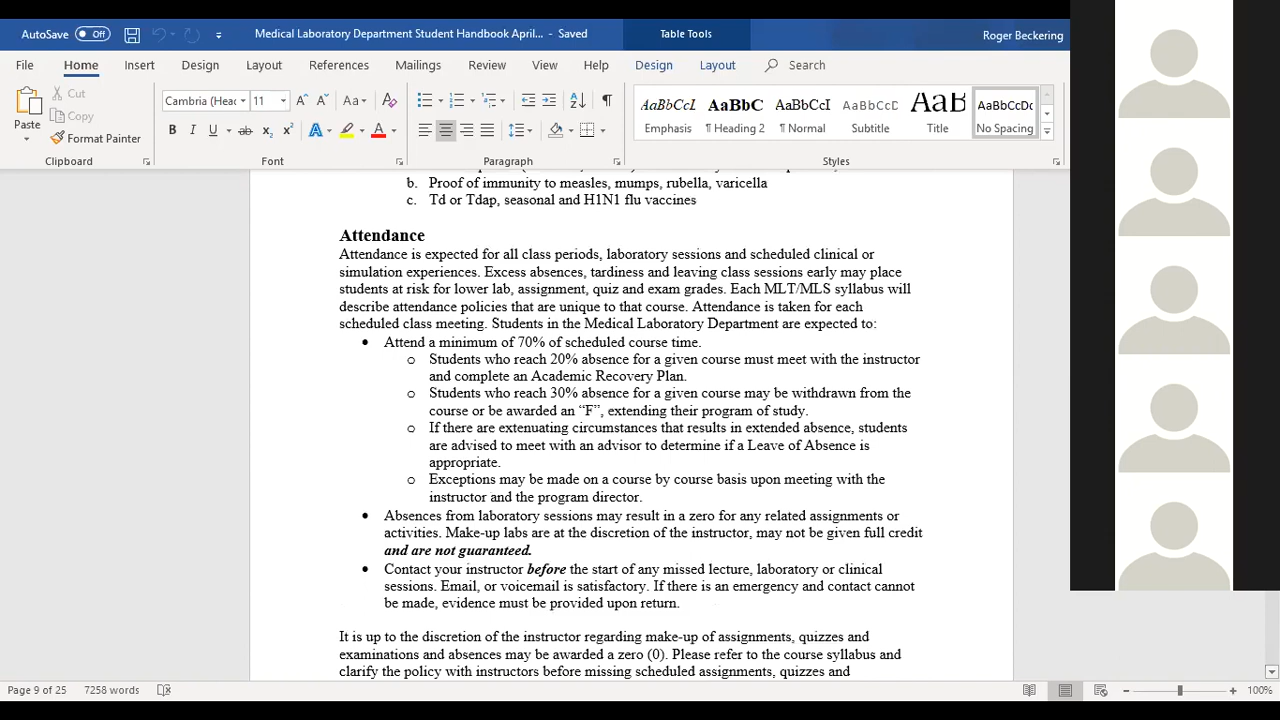 AutoSave Off Medical Laboratory Department Student Handbook April... - Saved Table Tools Roger Beckering
File Home Insert Design Layout References Mailings Review View Help Design Layout Search
Paste
Cut
Copy
Format Painter
Clipboard
Cambria (Heac 11 Aa
B I U ab x₂ x² A A
Font
Paragraph
AaBbCcI AaBbC AaBbCcI AaBbCcD AaB AaBbCcDc
Emphasis ¶ Heading 2 ¶ Normal Subtitle Title No Spacing
Styles
b. Proof of immunity to measles, mumps, rubella, varicella
c. Td or Tdap, seasonal and H1N1 flu vaccines
Attendance
Attendance is expected for all class periods, laboratory sessions and scheduled clinical or
simulation experiences. Excess absences, tardiness and leaving class sessions early may place
students at risk for lower lab, assignment, quiz and exam grades. Each MLT/MLS syllabus will
describe attendance policies that are unique to that course. Attendance is taken for each
scheduled class meeting. Students in the Medical Laboratory Department are expected to:
• Attend a minimum of 70% of scheduled course time.
o Students who reach 20% absence for a given course must meet with the instructor
and complete an Academic Recovery Plan.
o Students who reach 30% absence for a given course may be withdrawn from the
course or be awarded an “F”, extending their program of study.
o If there are extenuating circumstances that results in extended absence, students
are advised to meet with an advisor to determine if a Leave of Absence is
appropriate.
o Exceptions may be made on a course by course basis upon meeting with the
instructor and the program director.
• Absences from laboratory sessions may result in a zero for any related assignments or
activities. Make-up labs are at the discretion of the instructor, may not be given full credit
and are not guaranteed.
• Contact your instructor before the start of any missed lecture, laboratory or clinical
sessions. Email, or voicemail is satisfactory. If there is an emergency and contact cannot
be made, evidence must be provided upon return.
It is up to the discretion of the instructor regarding make-up of assignments, quizzes and
examinations and absences may be awarded a zero (0). Please refer to the course syllabus and
clarify the policy with instructors before missing scheduled assignments, quizzes and
Page 9 of 25 7258 words 100%